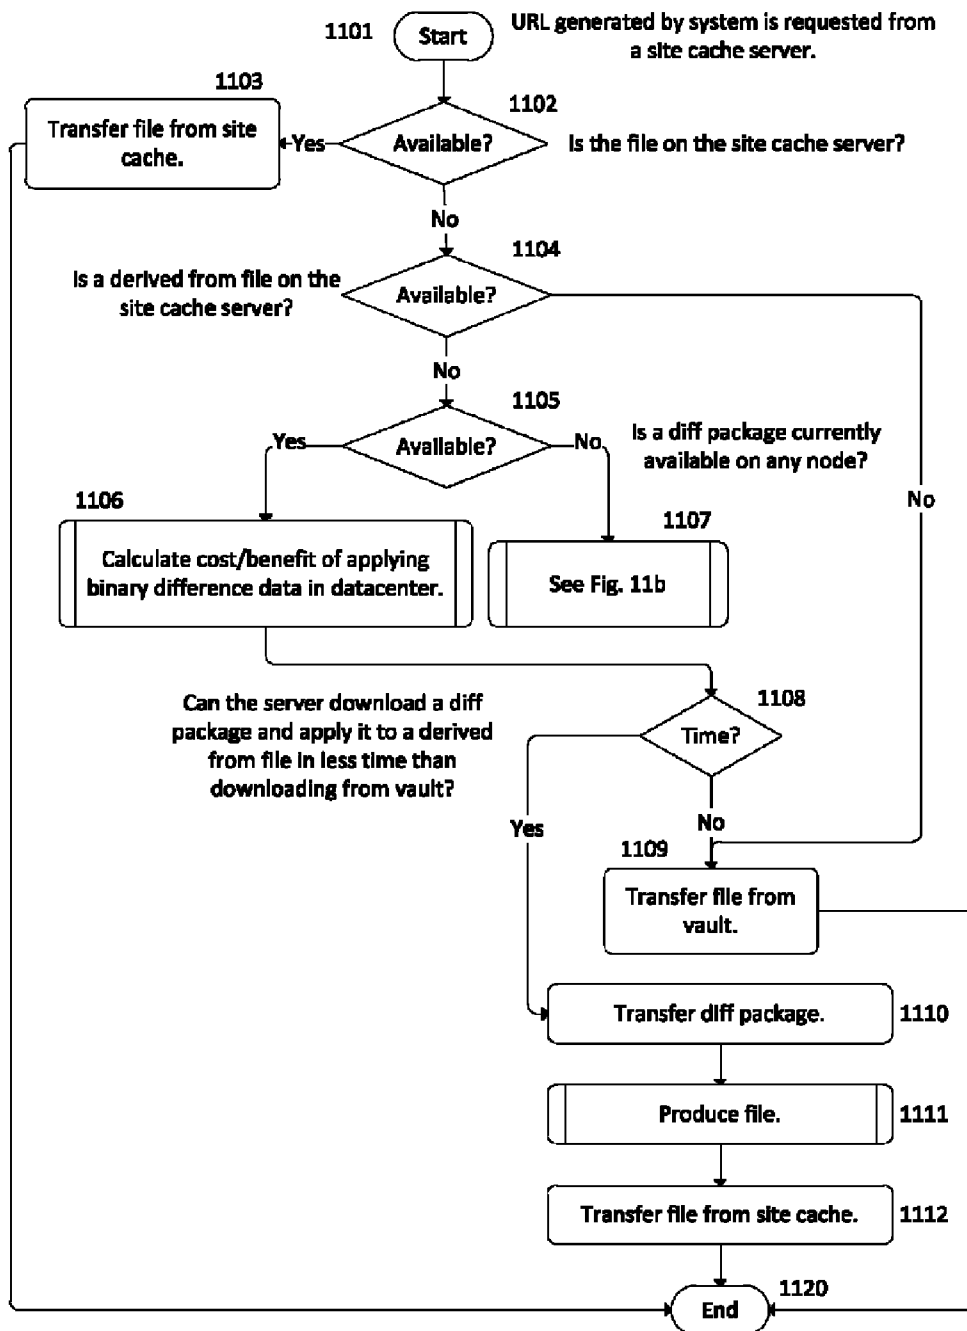 1101
Start
URL generated by system is requested from
a site cache server.
1103
Transfer file from site
cache.
Yes
1102
Available?
Is the file on the site cache server?
No
1104
Is a derived from file on the
site cache server?
Available?
No
1105
Yes
Available?
No
Is a diff package currently
available on any node?
No
1106
Calculate cost/benefit of applying
binary difference data in datacenter.
1107
See Fig. 11b
Can the server download a diff
package and apply it to a derived
from file in less time than
downloading from vault?
1108
Time?
Yes
No
1109
Transfer file from
vault.
Transfer diff package.
1110
Produce file.
1111
Transfer file from site cache.
1112
1120
End